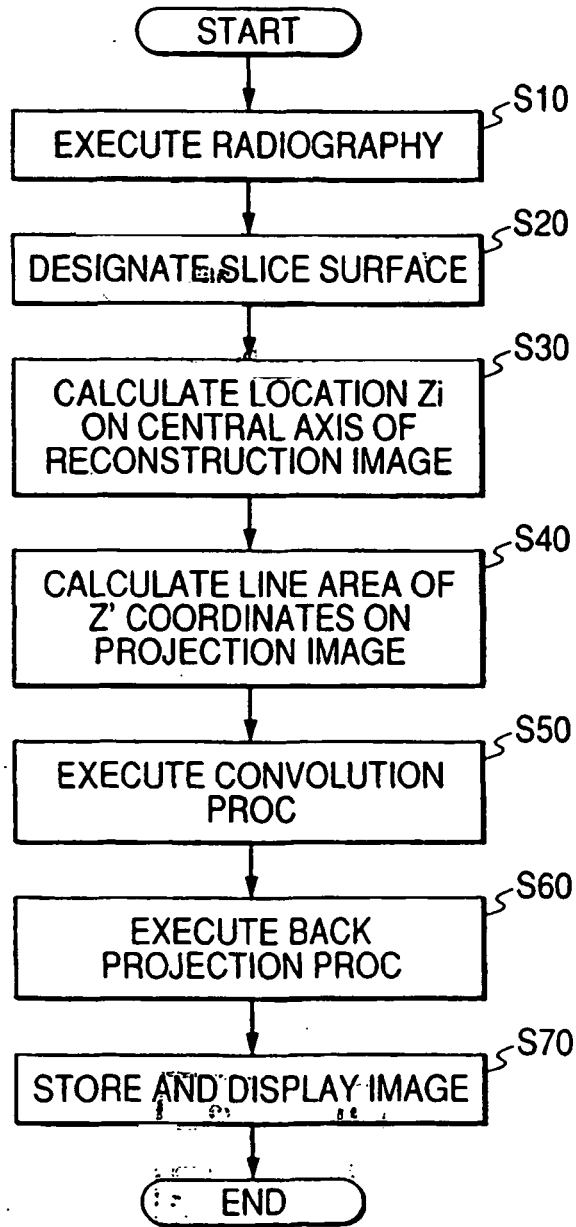 START
S10
EXECUTE RADIOGRAPHY
S20
DESIGNATE SLICE SURFACE
S30
CALCULATE LOCATION Zi
ON CENTRAL AXIS OF
RECONSTRUCTION IMAGE
S40
CALCULATE LINE AREA OF
Z' COORDINATES ON
PROJECTION IMAGE
S50
EXECUTE CONVOLUTION
PROC
S60
EXECUTE BACK
PROJECTION PROC
S70
STORE AND DISPLAY IMAGE
END